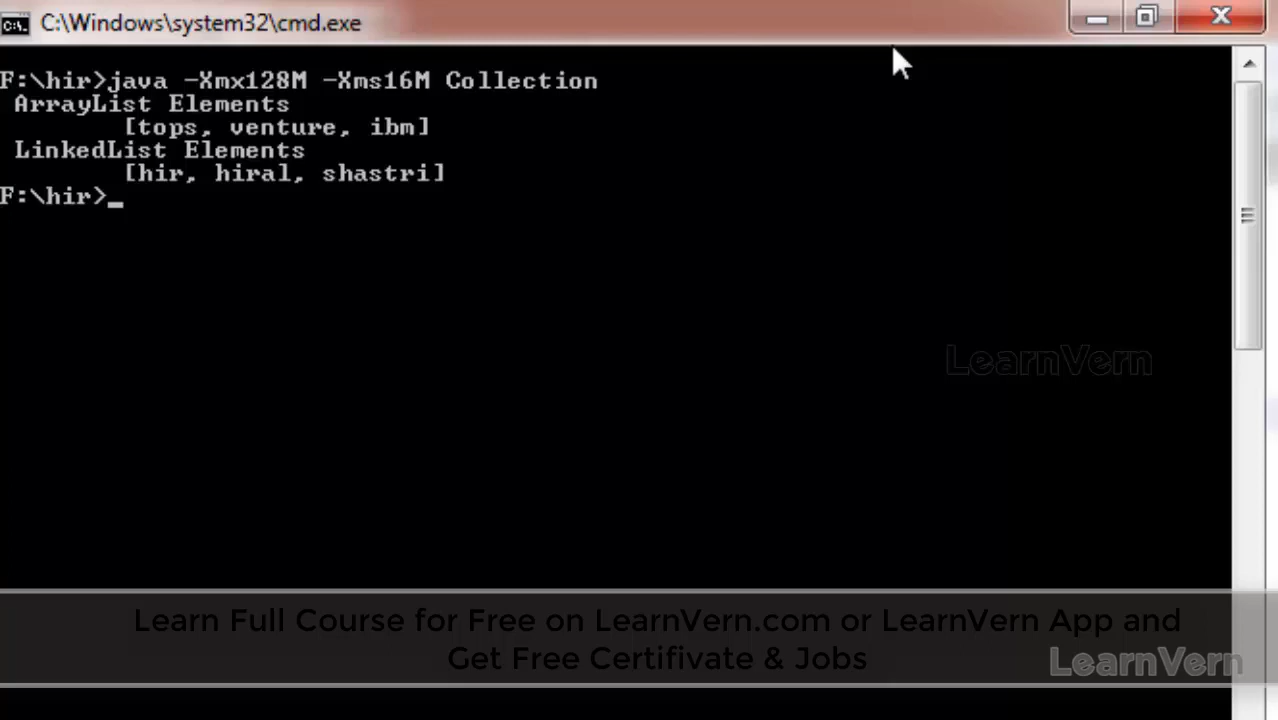 C:\Windows\system32\cmd.exe
F:\hir>java -Xmx128M -Xms16M Collection
ArrayList Elements
[tops, venture, ibm]
LinkedList Elements
[hir, hiral, shastri]
F:\hir>_
LearnVern
Learn Full Course for Free on LearnVern.com or LearnVern App and
Get Free Certifivate & Jobs
LearnVern